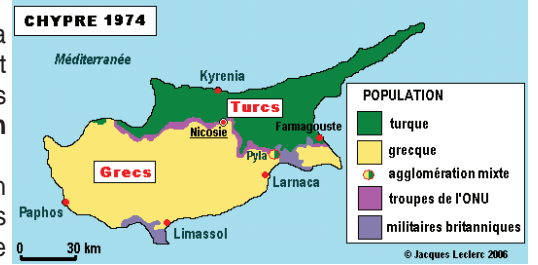 CHYPRE 1974
a
t
s
n
n
s
e
Méditerranée
Kyrenia
Turcs
Nicosie
Farmagouste
Pyla
Grecs
Larnaca
Paphos
Limassol
0 30 km
POPULATION
turque
grecque
agglomération mixte
troupes de l'ONU
militaires britanniques
© Jacques Leclerc 2006